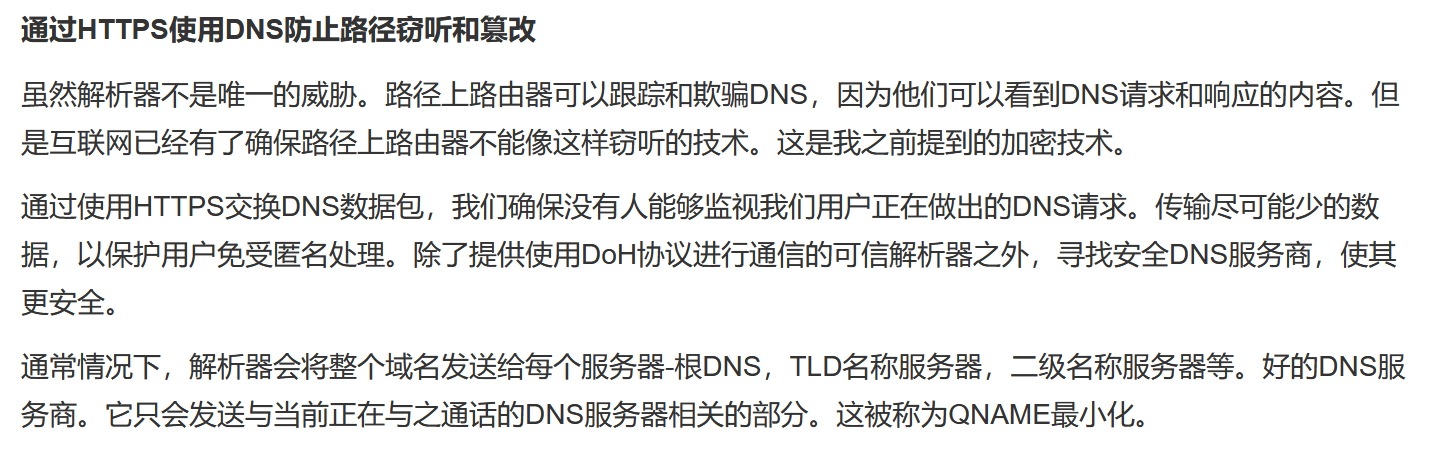 通过HTTPS使用DNS防止路径窃听和篡改
虽然解析器不是唯一的威胁。路径上路由器可以跟踪和欺骗DNS，因为他们可以看到DNS请求和响应的内容。但
是互联网已经有了确保路径上路由器不能像这样窃听的技术。这是我之前提到的加密技术。
通过使用HTTPS交换DNS数据包，我们确保没有人能够监视我们用户正在做出的DNS请求。传输尽可能少的数
据，以保护用户免受匿名处理。除了提供使用DoH协议进行通信的可信解析器之外，寻找安全DNS服务商，使其
更安全。
通常情况下，解析器会将整个域名发送给每个服务器-根DNS，TLD名称服务器，二级名称服务器等。好的DNS服
务商。它只会发送与当前正在与之通话的DNS服务器相关的部分。这被称为QNAME最小化。